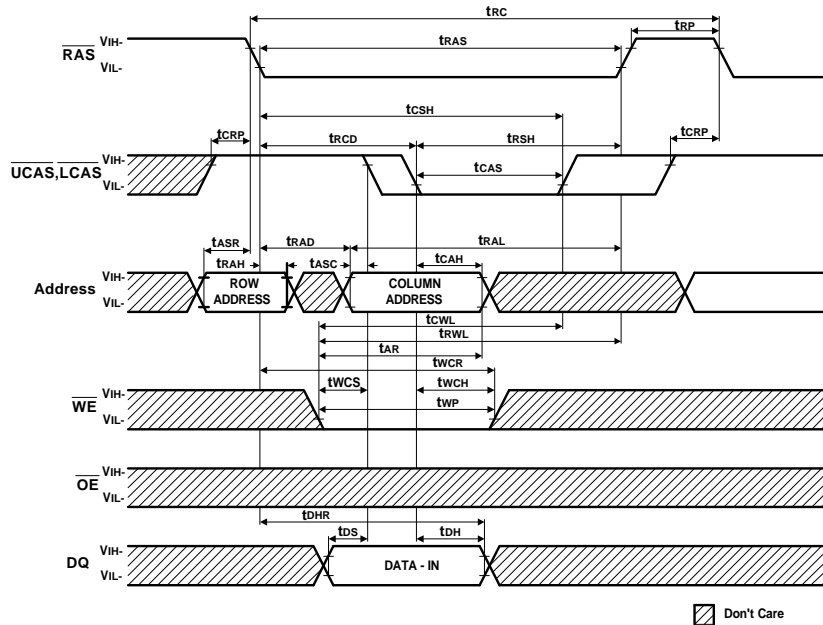 tRC
tRP
VIH-
RAS
VIL-
tRAS
tCSH
tCRP
tRCD
tRSH
tCRP
VIH-
UCAS,LCAS
VIL-
tCAS
tASR
tRAD
tRAL
tRAH
tASC
tCAH
VIH-
Address
VIL-
ROW
ADDRESS
COLUMN
ADDRESS
tCWL
tRWL
tAR
tWCR
tWCS
tWCH
VIH-
WE
VIL-
tWP
VIH-
OE
VIL-
tDHR
tDS
tDH
VIH-
DQ
VIL-
DATA - IN
Don't Care